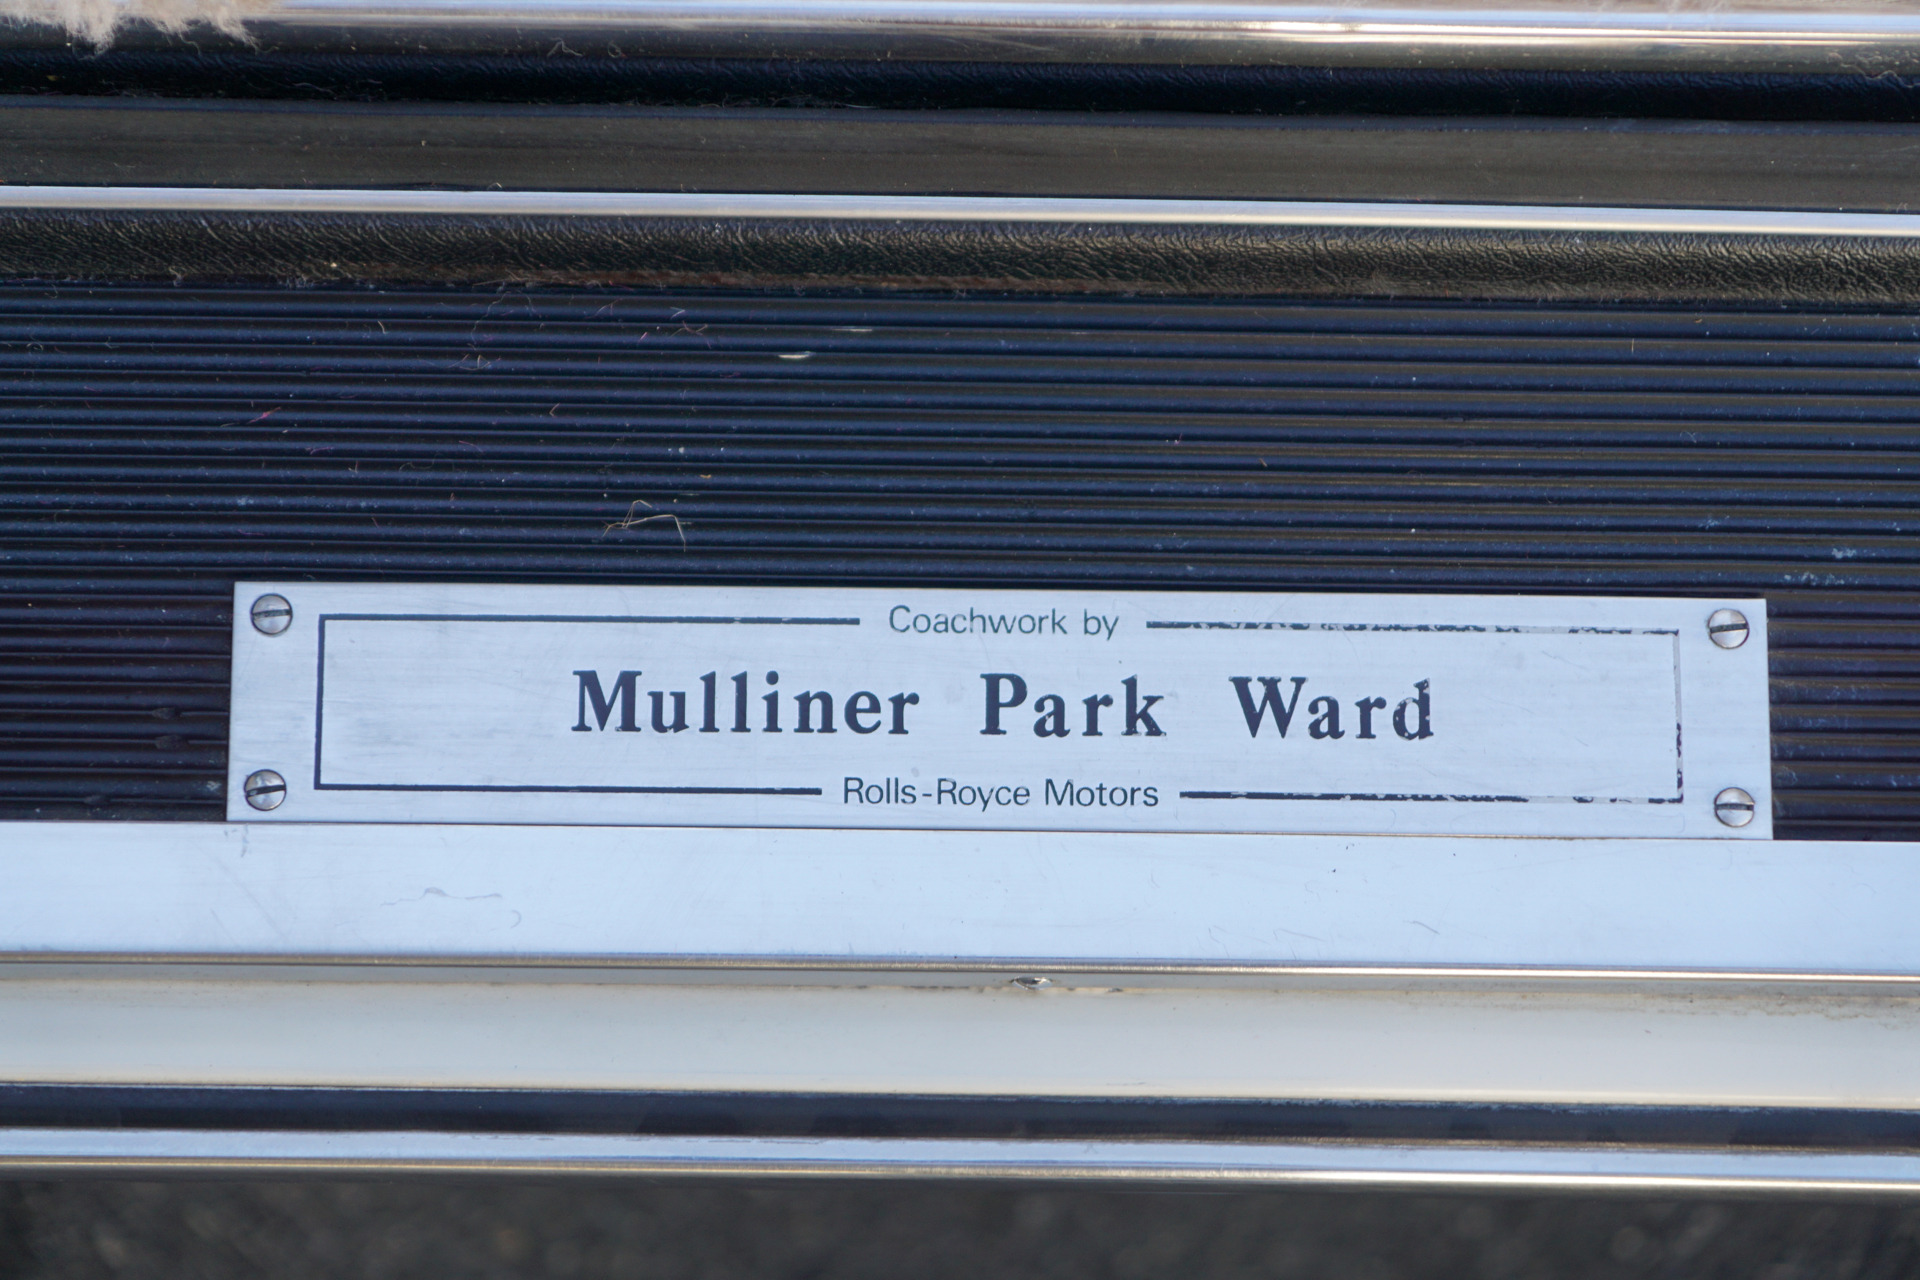 Coachwork by
Mulliner Park Ward
Rolls-Royce Motors